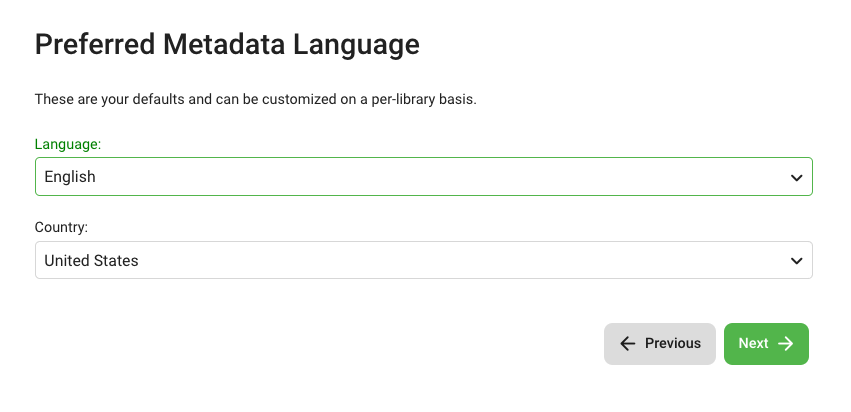 Preferred Metadata Language
These are your defaults and can be customized on a per-library basis.
Language:
English
Country:
United States
Previous
Next